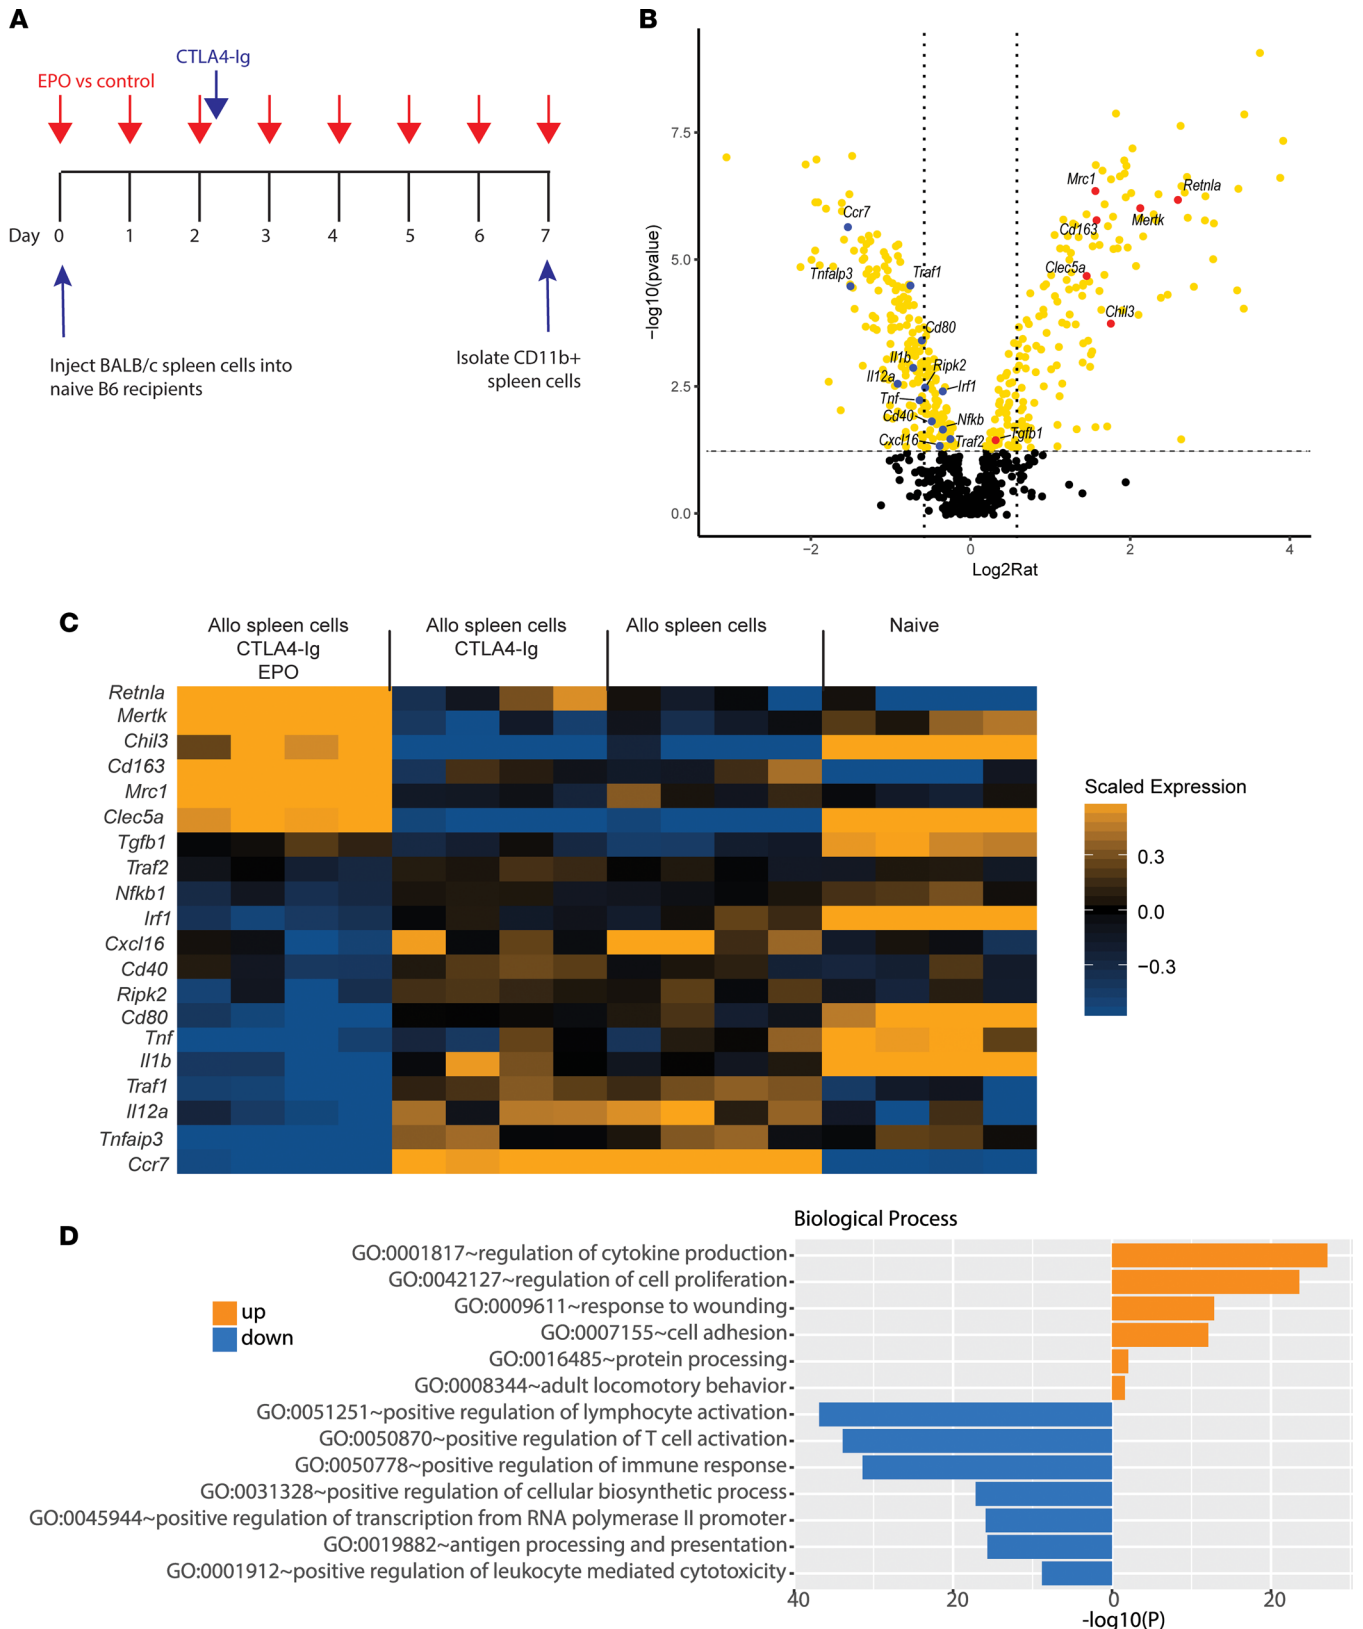 A
CTLA4-Ig
EPO vs control
Day 0 1 2 3 4 5 6 7
Inject BALB/c spleen cells into
naive B6 recipients
Isolate CD11b+
spleen cells
B
−log10(pvalue)
7.5
5.0
2.5
0.0
−2 0 2 4
Log2Rat
Mrc1
Retnla
Ccr7
Mertk
Cd163
Clec5a
Tnfalp3
Traf1
Chil3
Cd80
Il1b
Ripk2
Il12a
Irf1
Tnf
Cd40
Nfkb
Cxcl16
Traf2
Tgfb1
C
Allo spleen cells
CTLA4-Ig
EPO
Allo spleen cells
CTLA4-Ig
Allo spleen cells
Naive
Retnla
Mertk
Chil3
Cd163
Mrc1
Clec5a
Tgfb1
Traf2
Nfkb1
Irf1
Cxcl16
Cd40
Ripk2
Cd80
Tnf
Il1b
Traf1
Il12a
Tnfaip3
Ccr7
Scaled Expression
0.3
0.0
−0.3
D
Biological Process
up
down
GO:0001817~regulation of cytokine production
GO:0042127~regulation of cell proliferation
GO:0009611~response to wounding
GO:0007155~cell adhesion
GO:0016485~protein processing
GO:0008344~adult locomotory behavior
GO:0051251~positive regulation of lymphocyte activation
GO:0050870~positive regulation of T cell activation
GO:0050778~positive regulation of immune response
GO:0031328~positive regulation of cellular biosynthetic process
GO:0045944~positive regulation of transcription from RNA polymerase II promoter
GO:0019882~antigen processing and presentation
GO:0001912~positive regulation of leukocyte mediated cytotoxicity
40 20 0 20
-log10(P)